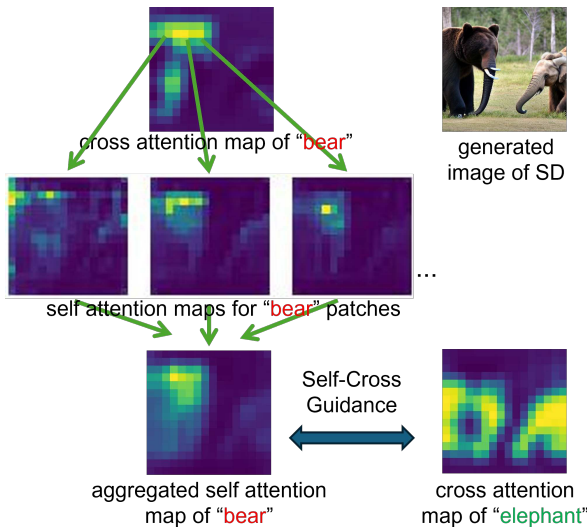 cross attention map of “bear”
generated
image of SD
...
self attention maps for “bear” patches
Self-Cross
Guidance
aggregated self attention
map of “bear”
cross attention
map of “elephant”